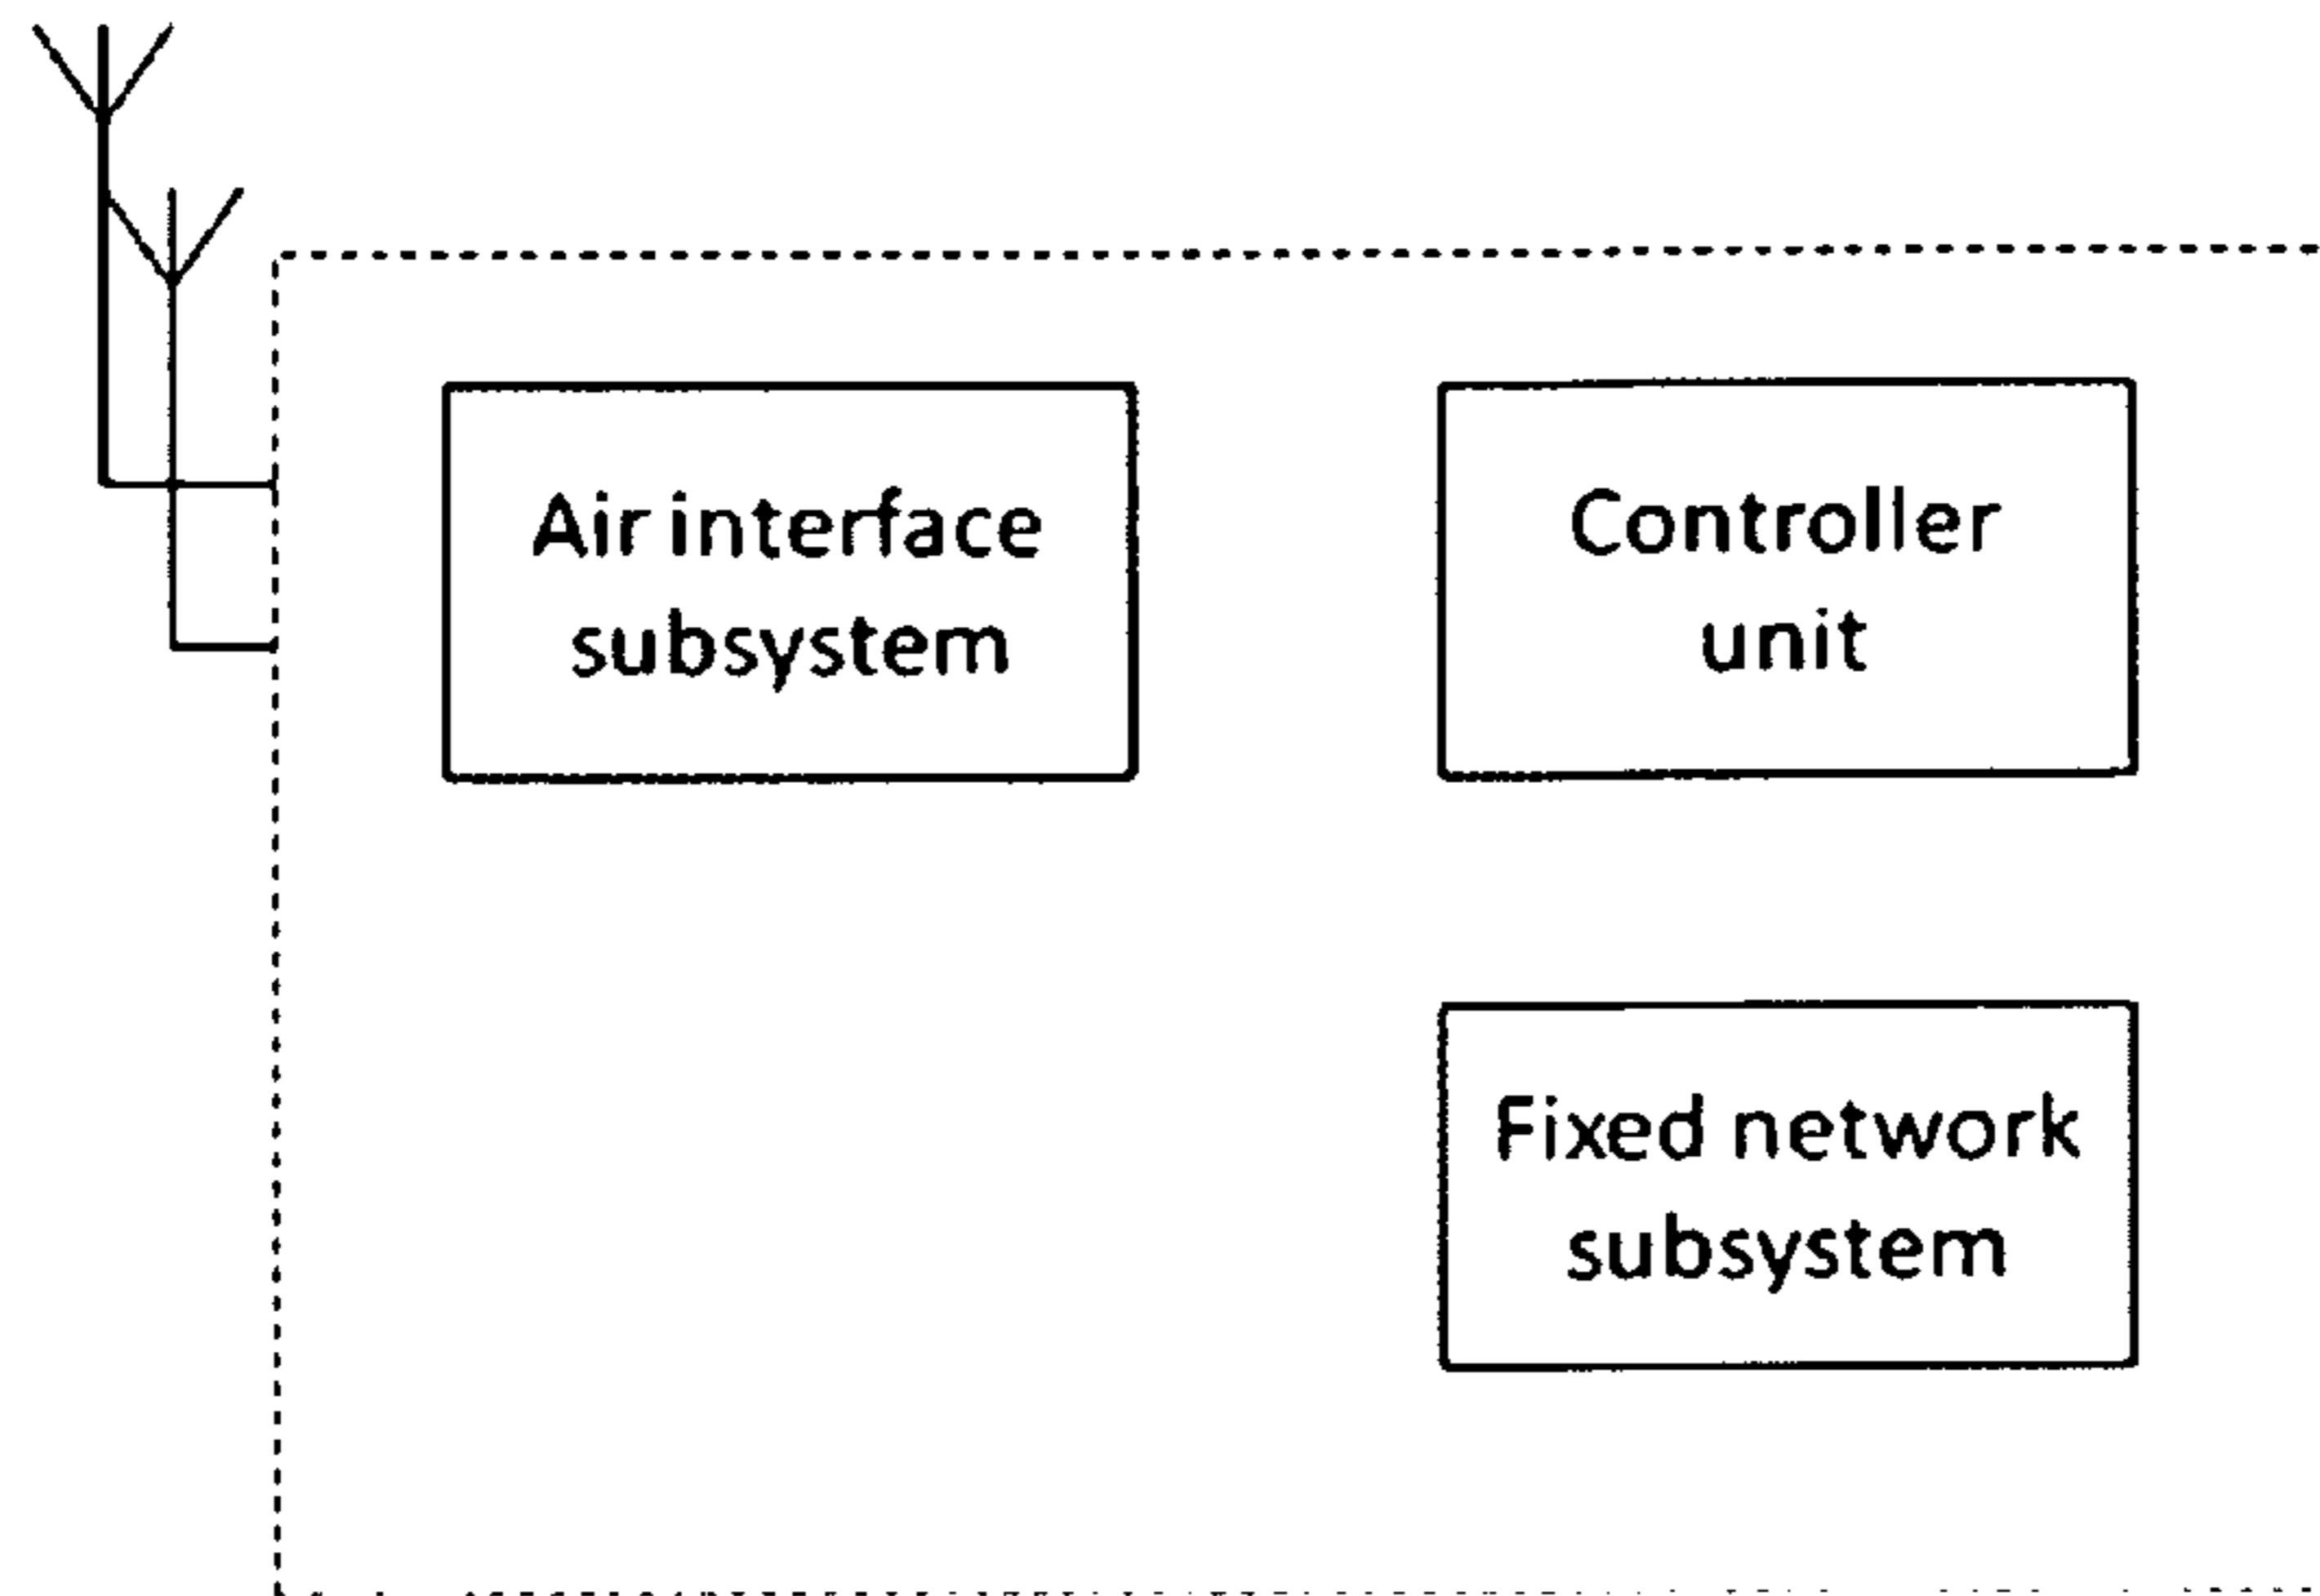 Air interface
subsystem
Controller
unit
Fixed network
subsystem